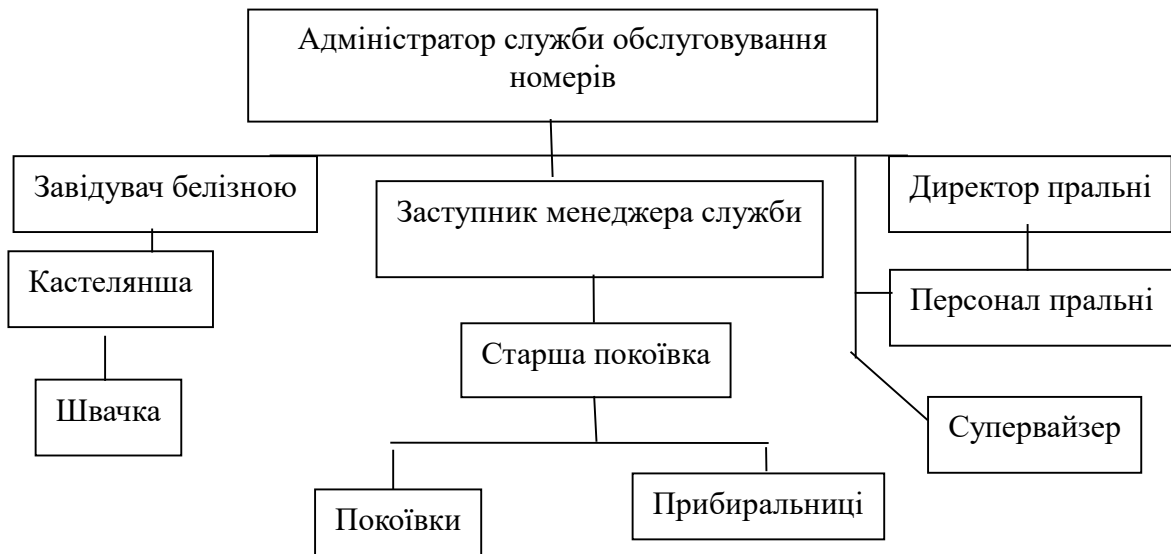 Адміністратор служби обслуговування
номерів
Завідувач белізною
Заступник менеджера служби
Директор пральні
Кастелянша
Персонал пральні
Старша покоївка
Швачка
Супервайзер
Покоївки
Прибиральниці